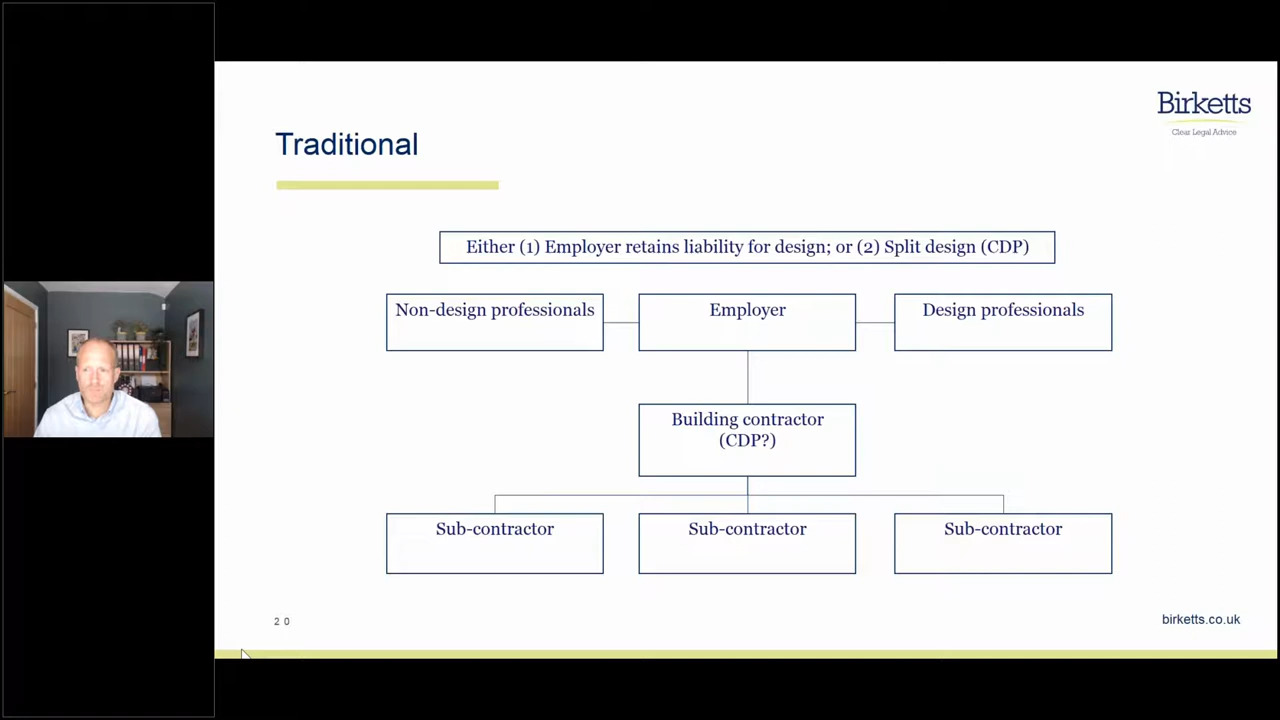 Birketts
Clear Legal Advice
Traditional
Either (1) Employer retains liability for design; or (2) Split design (CDP)
Non-design professionals
Employer
Design professionals
Building contractor
(CDP?)
Sub-contractor
Sub-contractor
Sub-contractor
20
birketts.co.uk